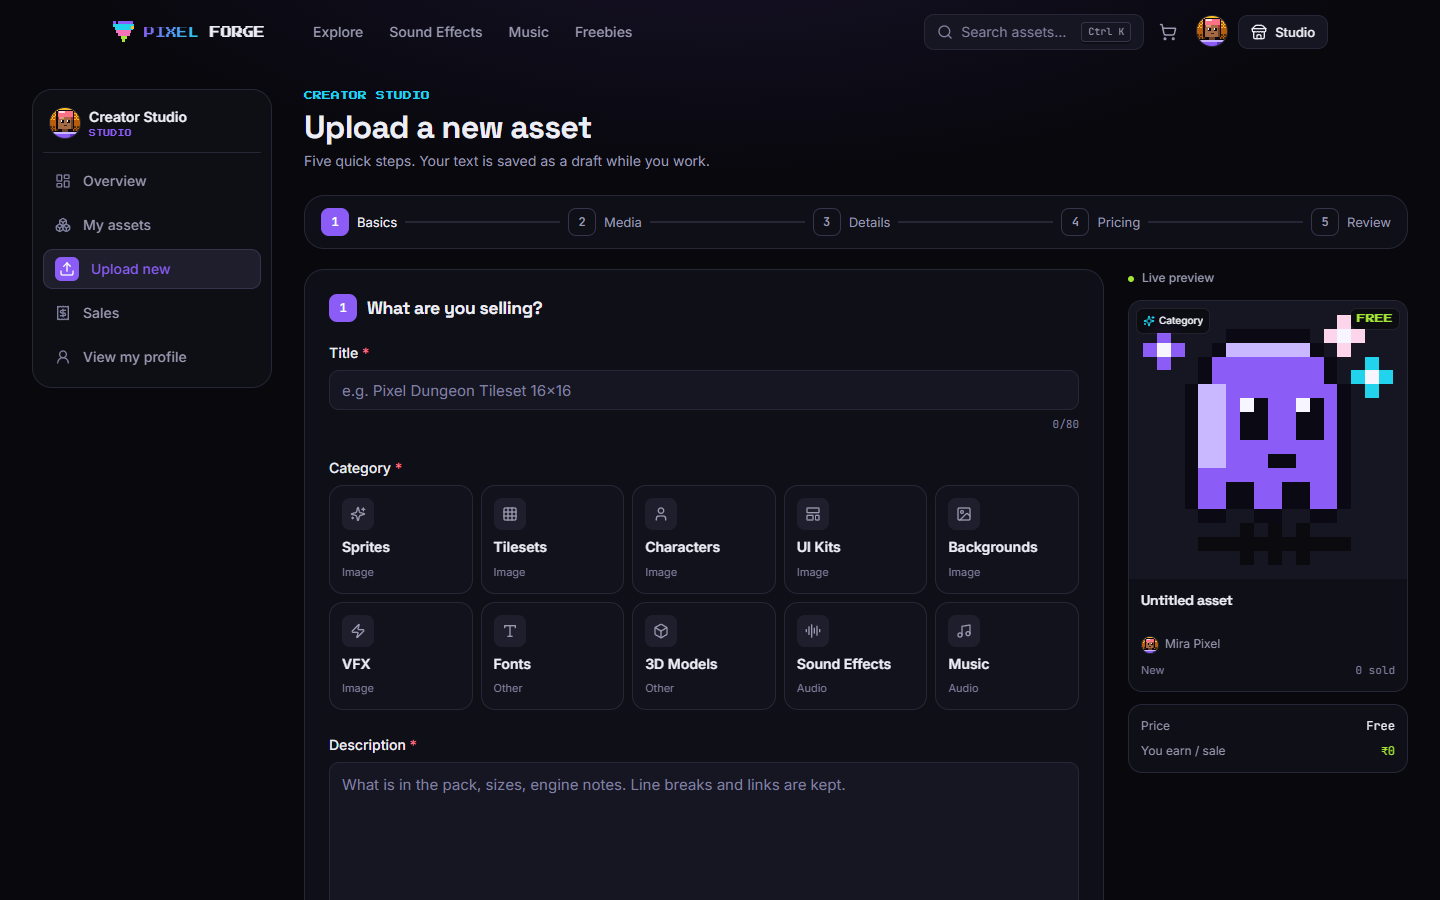 PIXEL FORGE
Explore
Sound Effects
Music
Freebies
Search assets...
Ctrl K
Studio
Creator Studio
STUDIO
Overview
My assets
Upload new
Sales
View my profile
CREATOR STUDIO
Upload a new asset
Five quick steps. Your text is saved as a draft while you work.
1 Basics
2 Media
3 Details
4 Pricing
5 Review
1 What are you selling?
Title *
e.g. Pixel Dungeon Tileset 16×16
0/80
Category *
Sprites
Image
Tilesets
Image
Characters
Image
UI Kits
Image
Backgrounds
Image
VFX
Image
Fonts
Other
3D Models
Other
Sound Effects
Audio
Music
Audio
Description *
What is in the pack, sizes, engine notes. Line breaks and links are kept.
Live preview
Category
FREE
Untitled asset
Mira Pixel
New
0 sold
Price
Free
You earn / sale
₹0